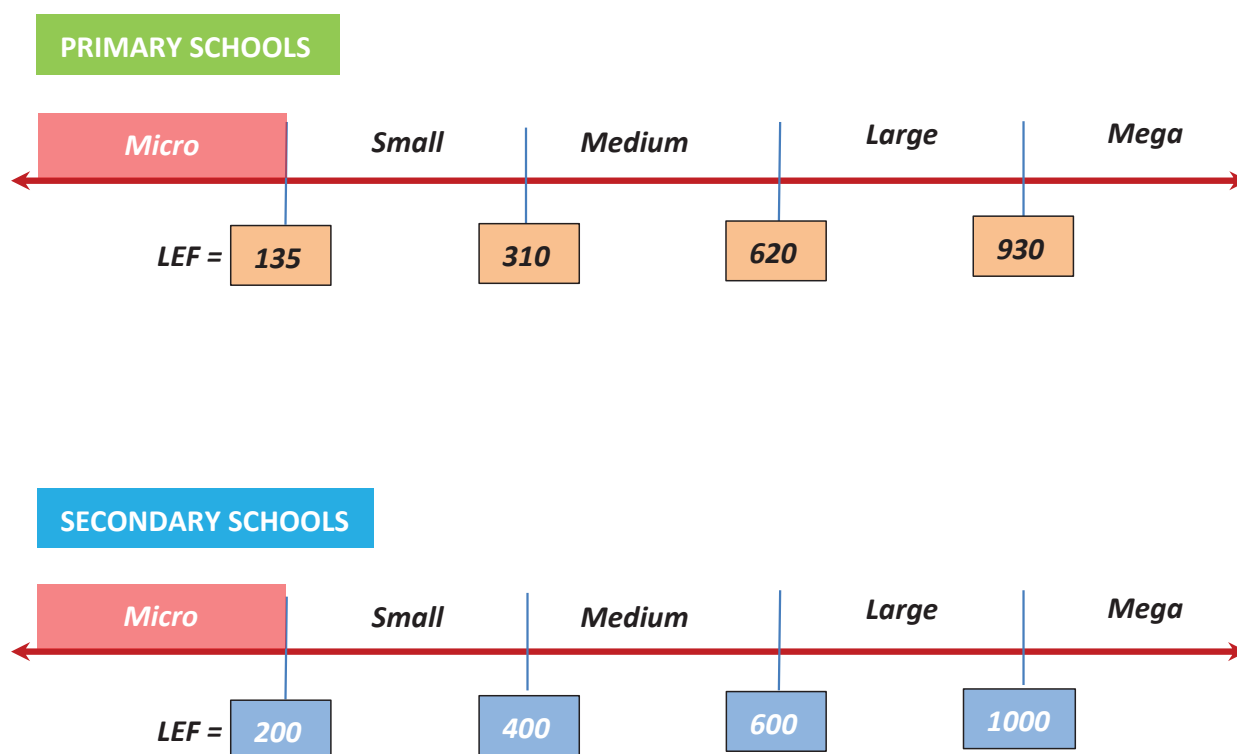 PRIMARY SCHOOLS
Micro Small Medium Large Mega
LEF = 135 310 620 930
SECONDARY SCHOOLS
Micro Small Medium Large Mega
LEF = 200 400 600 1000